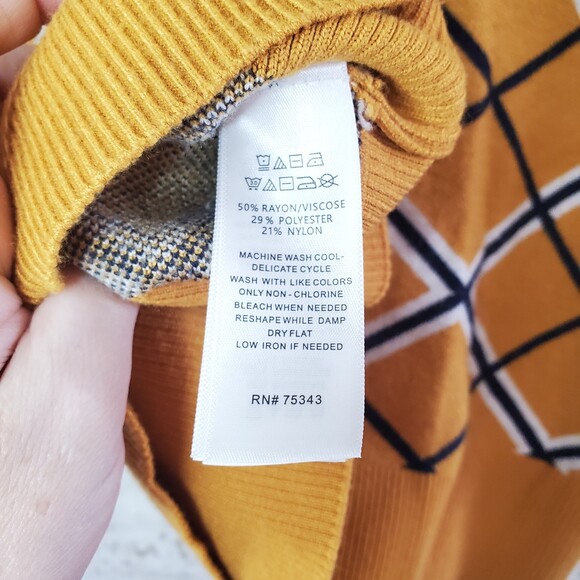 50% RAYON/VISCOSE
29% POLYESTER
21% NYLON
MACHINE WASH COOL-
DELICATE CYCLE
WASH WITH LIKE COLORS
ONLY NON-CHLORINE
BLEACH WHEN NEEDED
RESHAPE WHILE DAMP
DRY FLAT
LOW IRON IF NEEDED
RN# 75343